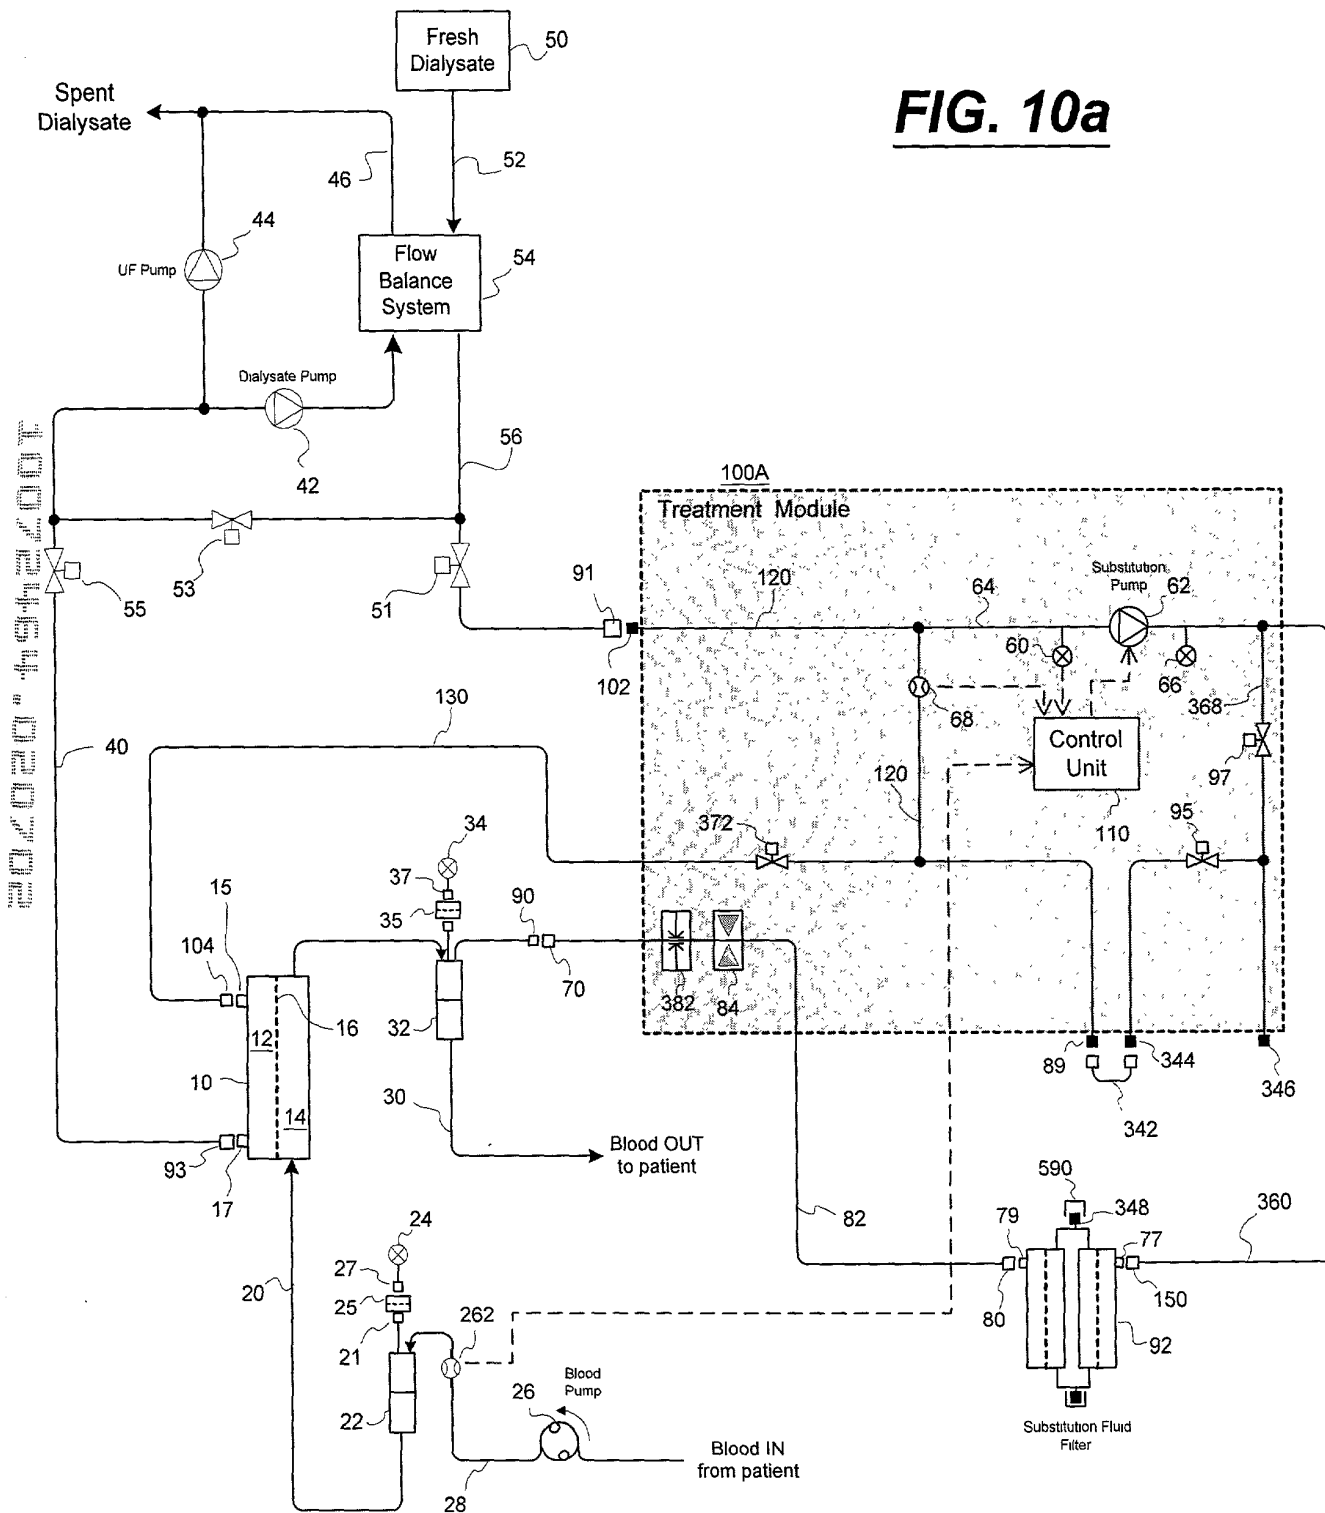 Fresh
Dialysate
50
FIG. 10a
Spent
Dialysate
52
46
44
UF Pump
Flow
Balance
System
54
Dialysate Pump
42
56
100A
Treatment Module
53
55
51
91
102
120
64
Substitution
Pump
62
60
66
68
368
130
40
Control
Unit
97
120
110
372
95
34
37
35
15
104
90
70
382
84
16
12
32
10
14
89
344
346
342
30
Blood OUT
to patient
93
17
590
348
360
82
79
77
24
27
25
20
21
262
80
150
92
22
26
Blood
Pump
Substitution Fluid
Filter
Blood IN
from patient
28
10072464.020702